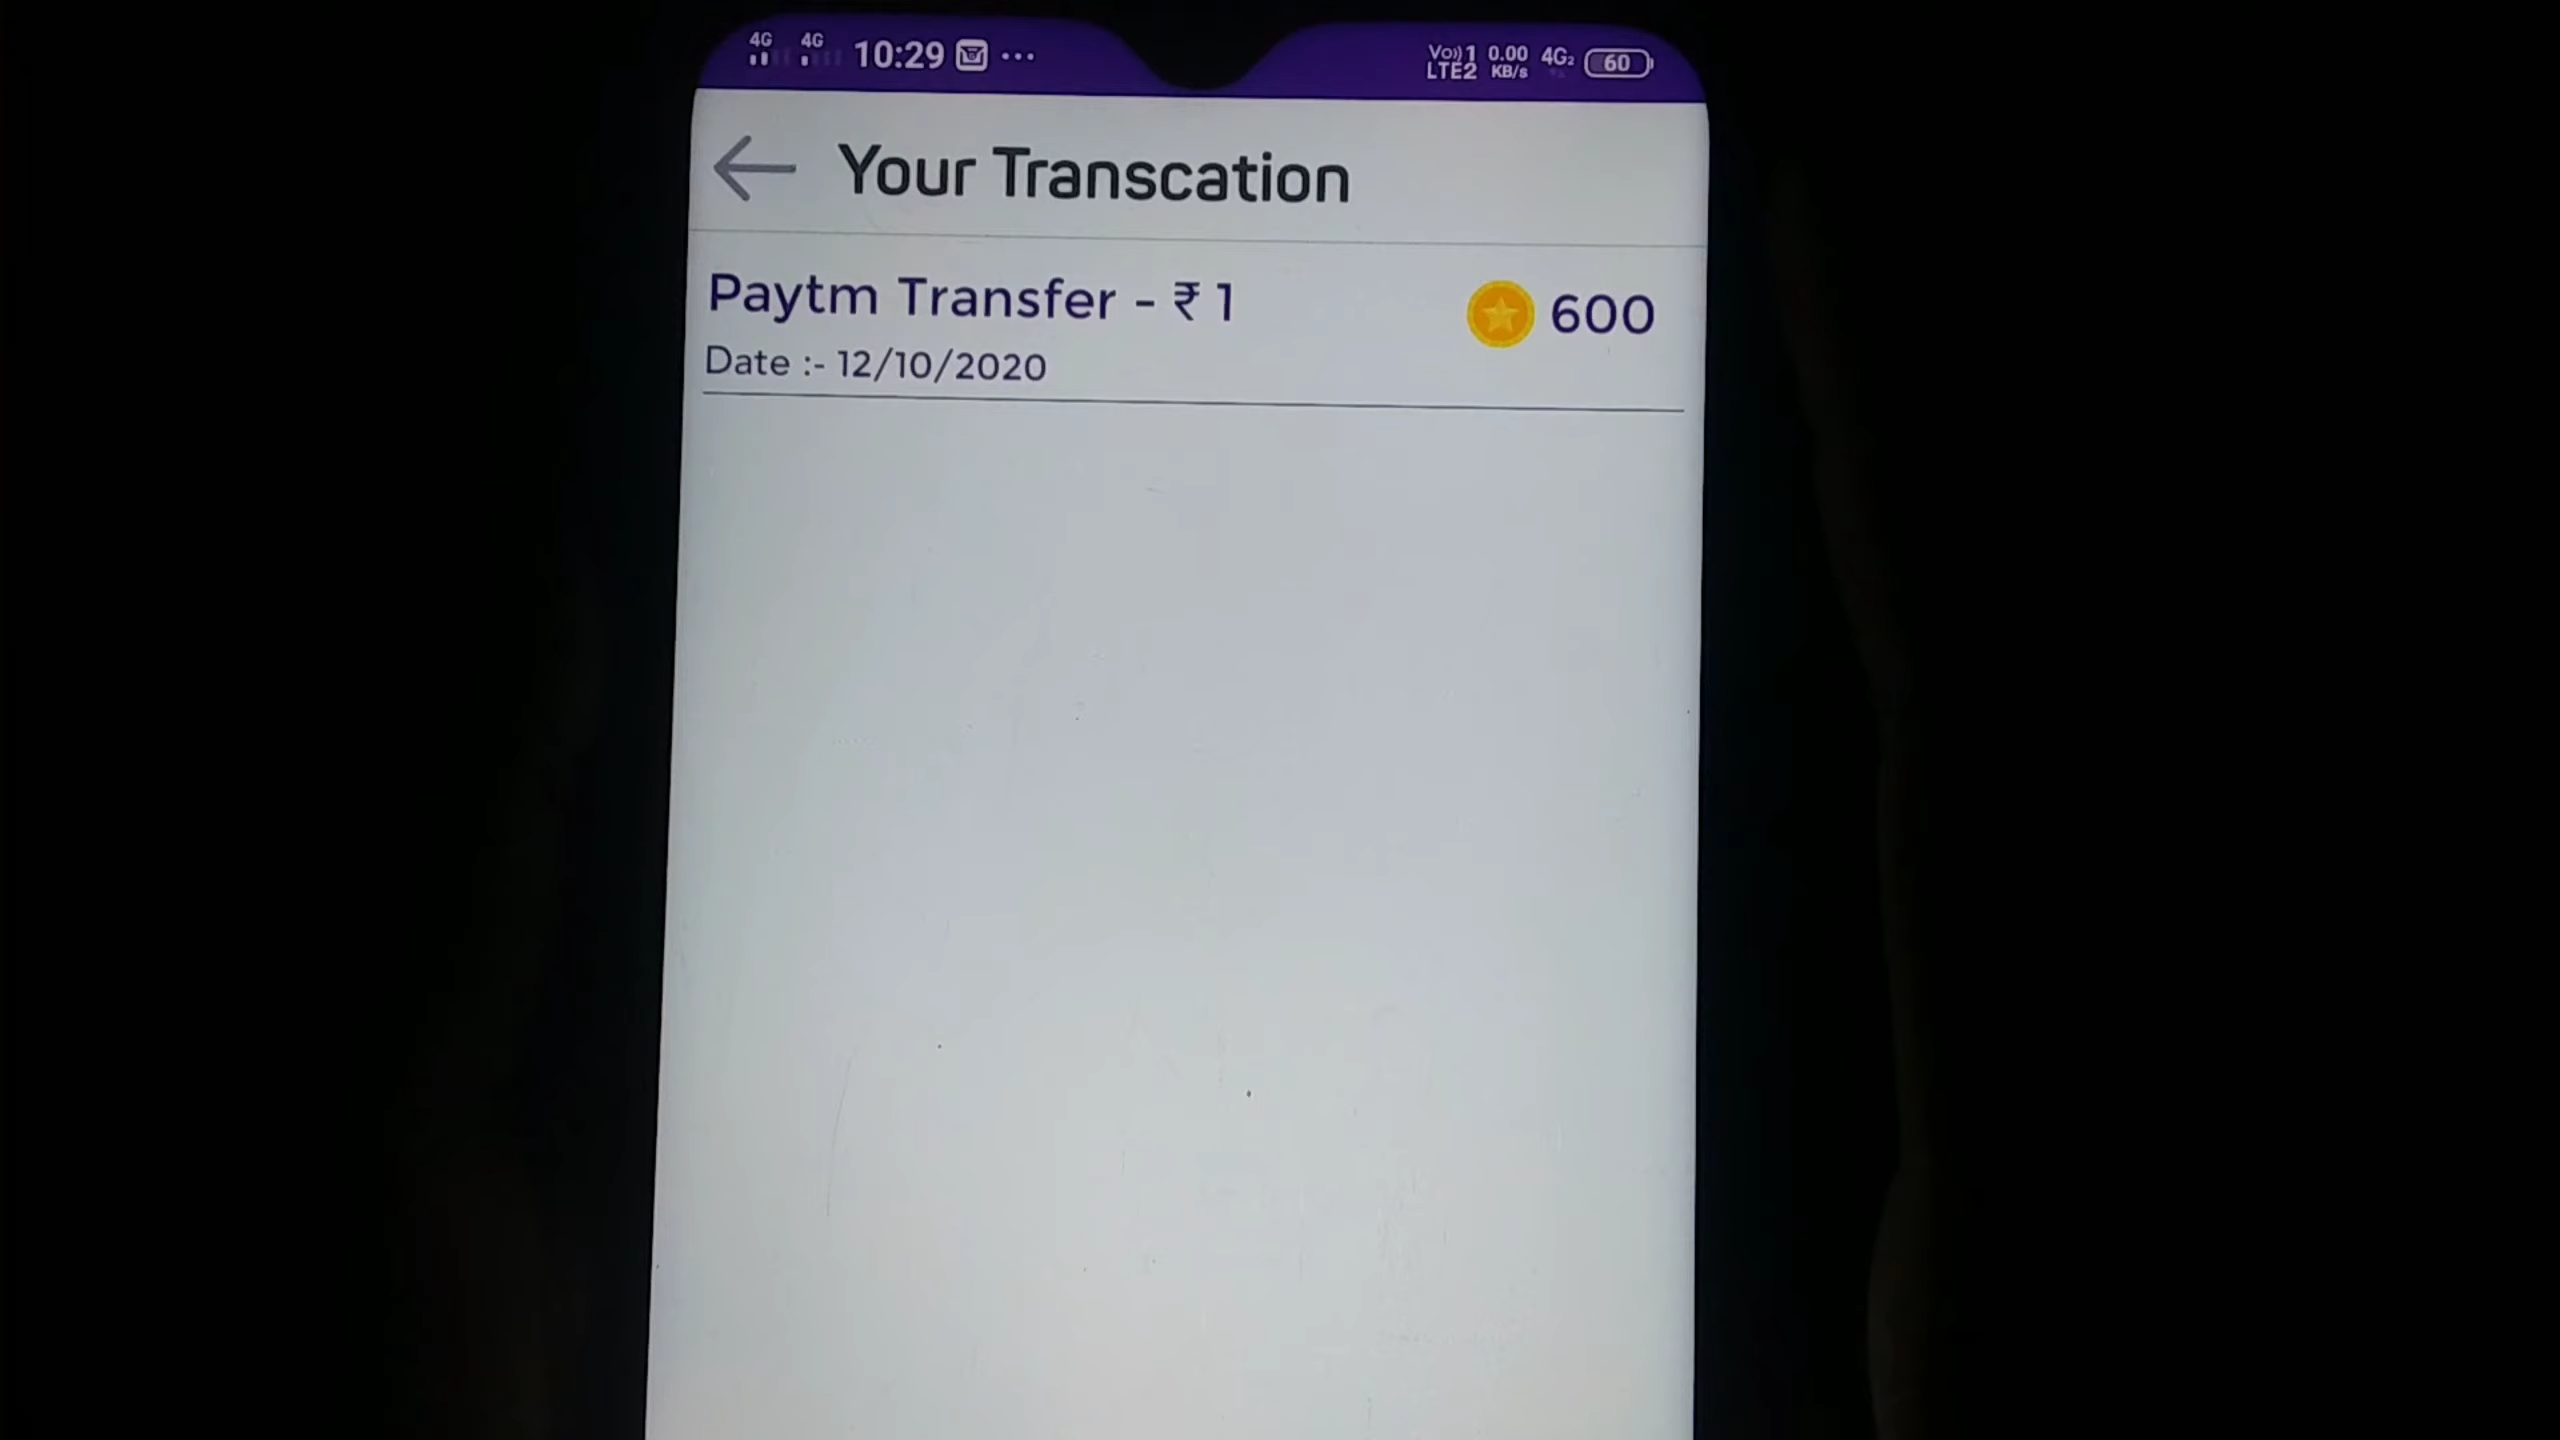 4G 4G 10:29 ... Vo))1 LTE2 0.00 KB/s 4G2 60
Your Transcation
Paytm Transfer - ₹ 1
600
Date :- 12/10/2020